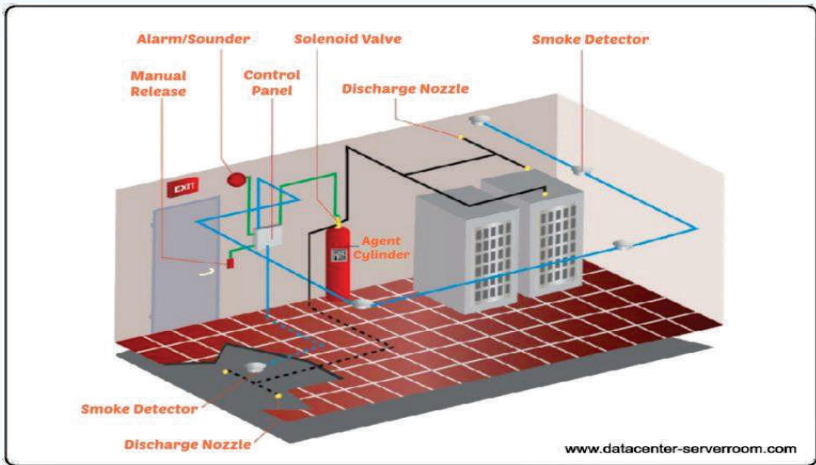 Alarm/Sounder
Solenoid Valve
Smoke Detector
Manual
Release
Control
Panel
Discharge Nozzle
EXIT
Agent
Cylinder
Smoke Detector
Discharge Nozzle
www.datacenter-serverroom.com